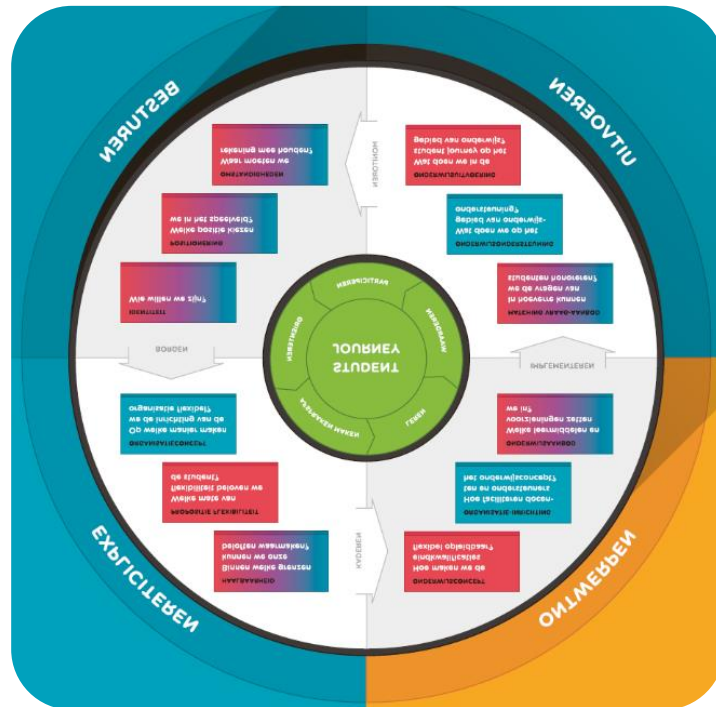 EXPLICITEREN
HAALBAARHEID
Binnen welke grenzen
kunnen we onze
beloften waarmaken?
PROPOSITIE FLEXIBILITEIT
Welke mate van
flexibiliteit beloven we
de student?
ORGANISATIECONCEPT
Op welke manier maken
we de inrichting van de
organisatie flexibel?
KADEREN
ONTWERPEN
ONDERWIJSCONCEPT
Hoe maken we de
eindkwalificaties
flexibel opleidbaar?
ORGANISATIE-INRICHTING
Hoe faciliteren docen-
ten en ondersteuners
het onderwijsconcept?
ONDERWIJSAANBOD
Welke leermiddelen en
voorzieningen zetten
we in?
IMPLEMENTEREN
AFSPRAKEN MAKEN
LEREN
STUDENT
JOURNEY
ORIËNTEREN
WAARDEREN
PARTICIPEREN
BORGEN
IDENTITEIT
Wie willen we zijn?
POSITIONERING
Welke positie kiezen
we in het speelveld?
OMSTANDIGHEDEN
Waar moeten we
rekening mee houden?
BESTUREN
MONITOREN
MATCHING VRAAG-AANBOD
In hoeverre kunnen
we de vragen van
studenten honoreren?
ONDERWIJSONDERSTEUNING
Wat doen we op het
gebied van onderwijs-
ondersteuning?
ONDERWIJSUITVOERING
Wat doen we in de
student journey op het
gebied van onderwijs?
UITVOEREN